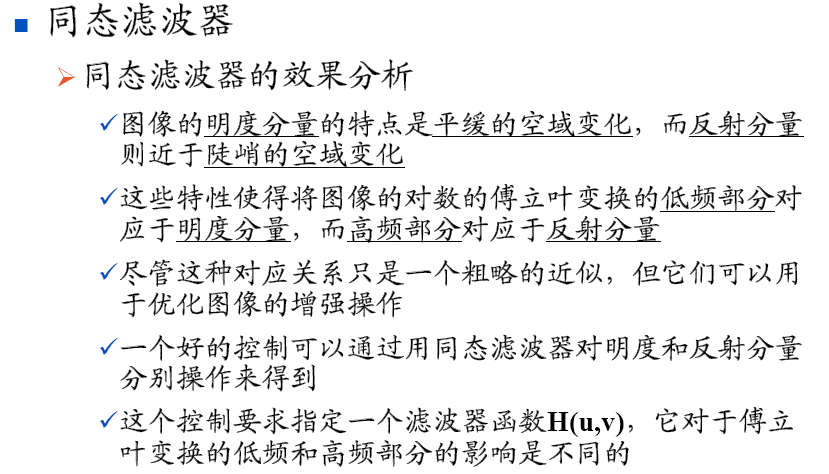 同态滤波器
同态滤波器的效果分析
图像的明度分量的特点是平缓的空域变化，而反射分量
则近于陡峭的空域变化
这些特性使得将图像的对数的傅立叶变换的低频部分对
应于明度分量，而高频部分对应于反射分量
尽管这种对应关系只是一个粗略的近似，但它们可以用
于优化图像的增强操作
一个好的控制可以通过用同态滤波器对明度和反射分量
分别操作来得到
这个控制要求指定一个滤波器函数H(u,v)，它对于傅立
叶变换的低频和高频部分的影响是不同的